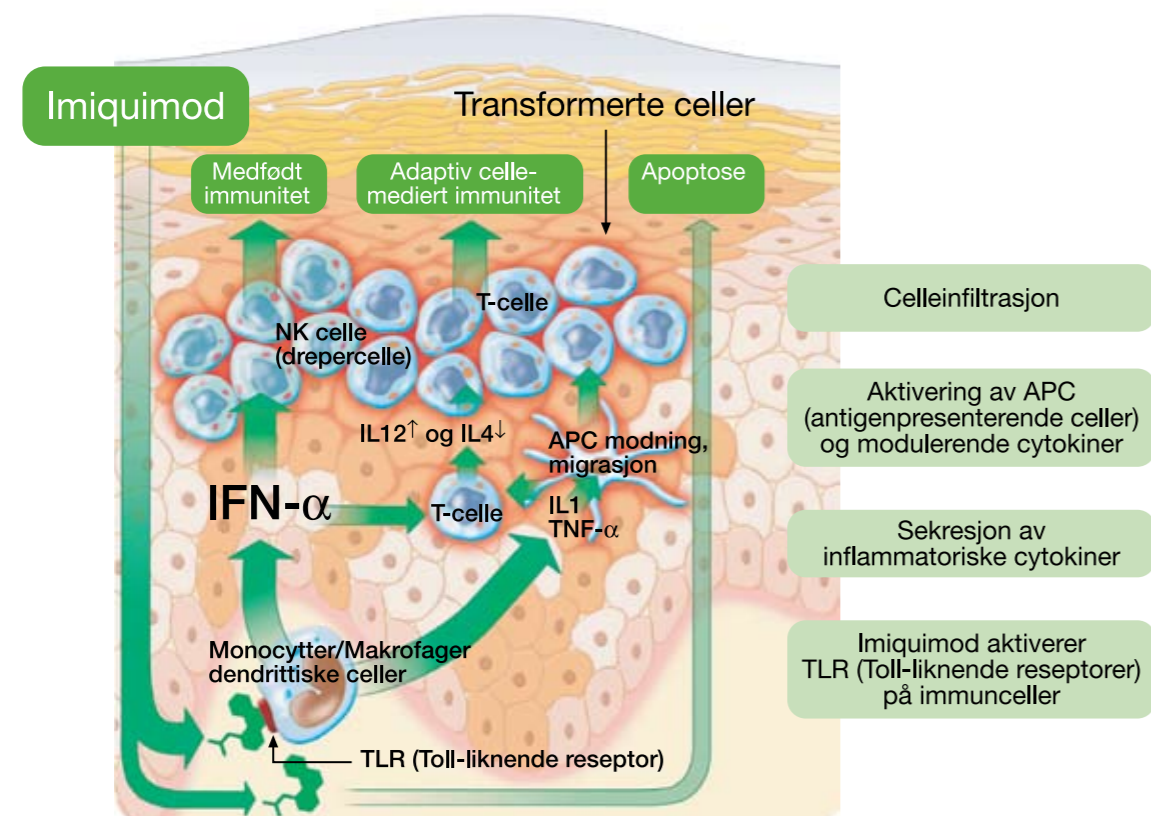 Imiquimod
Transformerte celler
Medfødt
immunitet
Adaptiv celle-
mediert immunitet
Apoptose
T-celle
NK celle
(drepercelle)
IL12↑ og IL4↓
APC modning,
migrasjon
IFN-α
T-celle
IL1
TNF-α
Monocytter/Makrofager
dendrittiske celler
TLR (Toll-liknende reseptor)
Celleinfiltrasjon
Aktivering av APC
(antigenpresenterende celler)
og modulerende cytokiner
Sekresjon av
inflammatoriske cytokiner
Imiquimod aktiverer
TLR (Toll-liknende reseptorer)
på immunceller